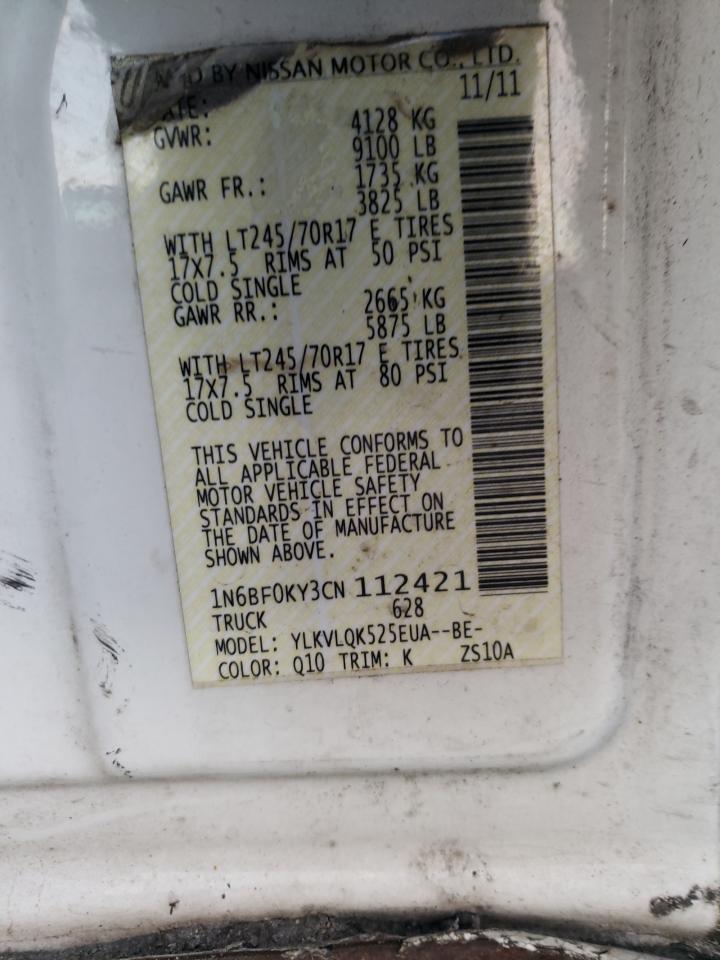 BY NISSAN MOTOR CO., LTD.
11/11
GVWR: 4128 KG
9100 LB
GAWR FR.: 1735 KG
3825 LB
WITH LT245/70R17 E TIRES
17X7.5 RIMS AT 50 PSI
COLD SINGLE
GAWR RR.: 2665 KG
5875 LB
WITH LT245/70R17 E TIRES
17X7.5 RIMS AT 80 PSI
COLD SINGLE
THIS VEHICLE CONFORMS TO
ALL APPLICABLE FEDERAL
MOTOR VEHICLE SAFETY
STANDARDS IN EFFECT ON
THE DATE OF MANUFACTURE
SHOWN ABOVE.
1N6BF0KY3CN 112421
TRUCK 628
MODEL: YLKVLQK525EUA--BE-
COLOR: Q10 TRIM: K ZS10A